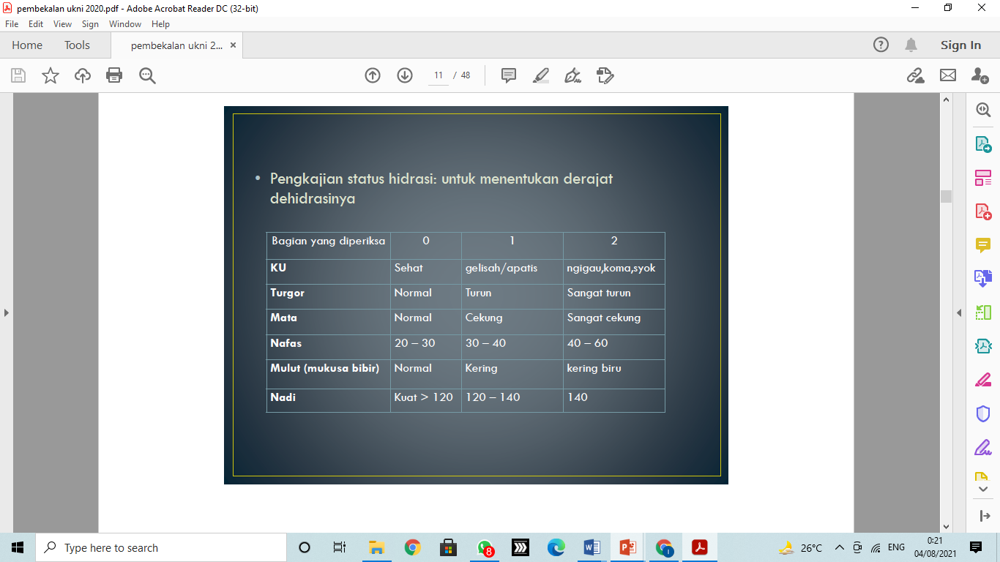 pembekalan ukni 2020.pdf - Adobe Acrobat Reader DC (32-bit)
File Edit View Sign Window Help
Home Tools pembekalan ukni 2... × Sign In
11 / 48
• Pengkajian status hidrasi: untuk menentukan derajat
dehidrasinya
Bagian yang diperiksa 0 1 2
KU Sehat gelisah/apatis ngigau,koma,syok
Turgor Normal Turun Sangat turun
Mata Normal Cekung Sangat cekung
Nafas 20 – 30 30 – 40 40 – 60
Mulut (mukusa bibir) Normal Kering kering biru
Nadi Kuat > 120 120 – 140 140
Type here to search 8 26°C ENG 0:21
04/08/2021